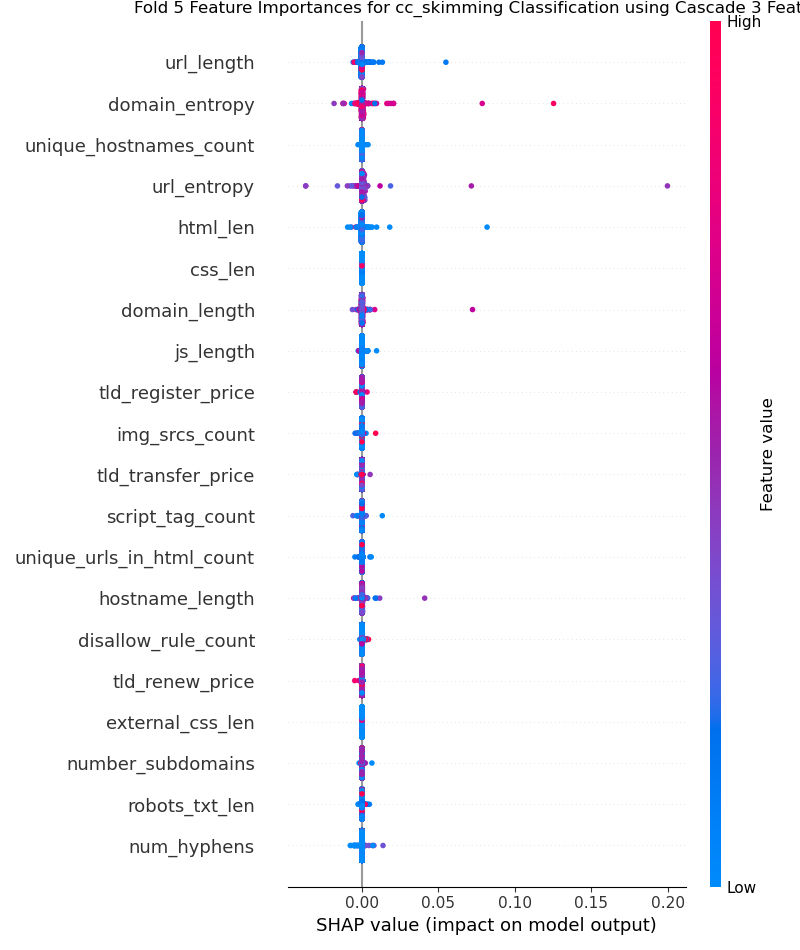 Fold 5 Feature Importances for cc_skimming Classification using Cascade 3 Feat
High
url_length
domain_entropy
unique_hostnames_count
url_entropy
html_len
css_len
domain_length
js_length
tld_register_price
img_srcs_count
tld_transfer_price
script_tag_count
unique_urls_in_html_count
hostname_length
disallow_rule_count
tld_renew_price
external_css_len
number_subdomains
robots_txt_len
num_hyphens
Feature value
Low
0.00 0.05 0.10 0.15 0.20
SHAP value (impact on model output)